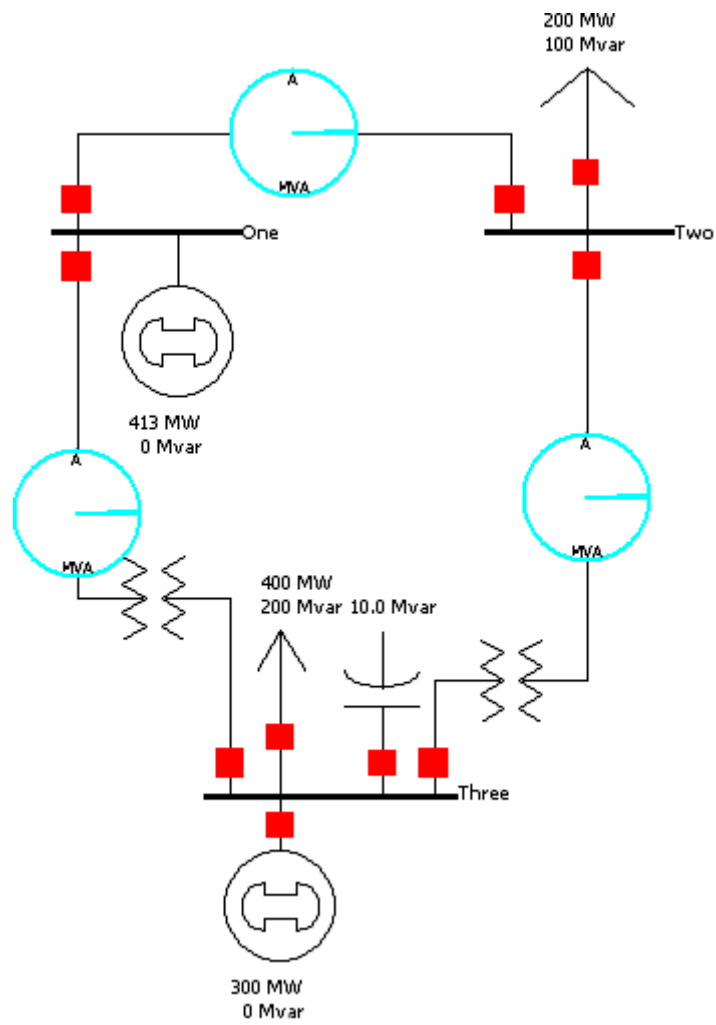 200 MW
100 Mvar
A
MVA
One
Two
413 MW
0 Mvar
A
MVA
A
MVA
400 MW
200 Mvar 10.0 Mvar
Three
300 MW
0 Mvar